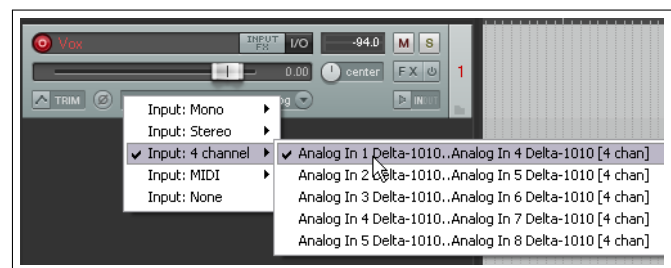 Vox INPUT FX I/O -94.0 M S
0.00 center FX 1
TRIM Ø
Input: Mono
Input: Stereo
Input: 4 channel
Input: MIDI
Input: None
Analog In 1 Delta-1010..Analog In 4 Delta-1010 [4 chan]
Analog In 2 Delta-1010..Analog In 5 Delta-1010 [4 chan]
Analog In 3 Delta-1010..Analog In 6 Delta-1010 [4 chan]
Analog In 4 Delta-1010..Analog In 7 Delta-1010 [4 chan]
Analog In 5 Delta-1010..Analog In 8 Delta-1010 [4 chan]